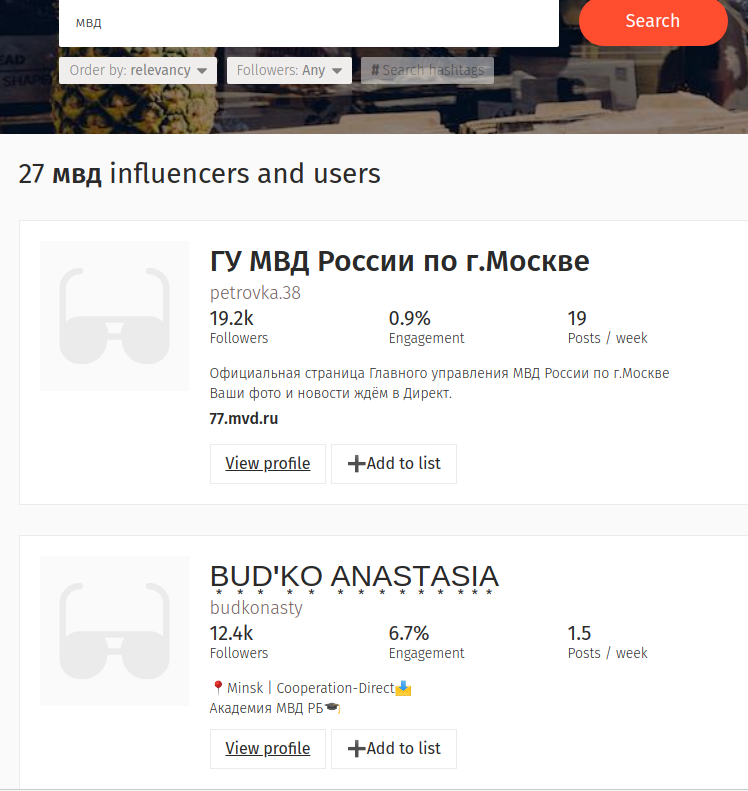 мвд
Search
Order by: relevancy
Followers: Any
# Search hashtags
EAD
SHAPE
27 мвд influencers and users
ГУ МВД России по г.Москве
petrovka.38
19.2k 0.9% 19
Followers Engagement Posts / week
Официальная страница Главного управления МВД России по г.Москве
Ваши фото и новости ждём в Директ.
77.mvd.ru
View profile ➕Add to list
BUD'KO ANASTASIA
budkonasty
12.4k 6.7% 1.5
Followers Engagement Posts / week
📍Minsk | Cooperation-Direct📩
Академия МВД РБ🎓
View profile ➕Add to list